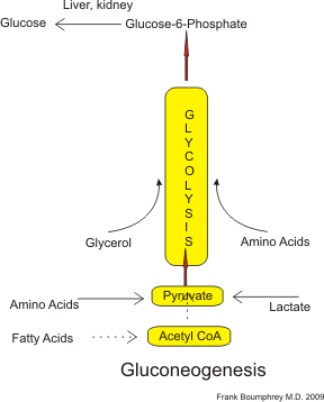 Liver, kidney
Glucose
Glucose-6-Phosphate
GLYCOLYSIS
Glycerol
Amino Acids
Amino Acids
Pyruvate
Lactate
Fatty Acids
Acetyl CoA
Gluconeogenesis
Frank Boumphrey M.D. 2009